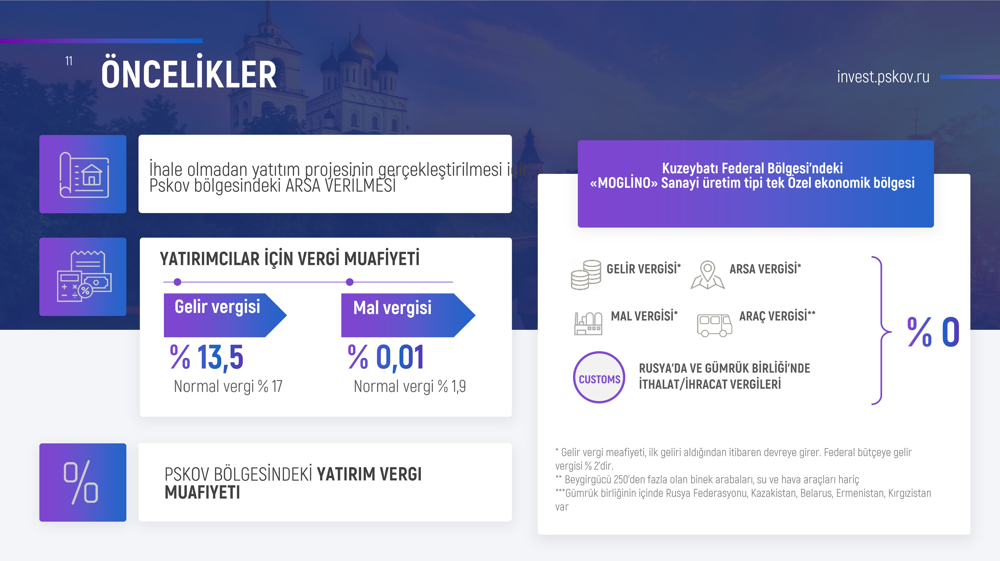 11
ÖNCELİKLER
invest.pskov.ru
İhale olmadan yatıtım projesinin gerçekleştirilmesi için
Pskov bölgesindeki ARSA VERİLMESİ
YATIRIMCILAR İÇİN VERGİ MUAFİYETİ
Gelir vergisi
Mal vergisi
% 13,5
% 0,01
Normal vergi % 17
Normal vergi % 1,9
PSKOV BÖLGESİNDEKİ YATIRIM VERGI
MUAFIYETI
Kuzeybatı Federal Bölgesi'ndeki
«MOGLİNO» Sanayi üretim tipi tek Özel ekonomik bölgesi
GELİR VERGİSİ*
ARSA VERGİSİ*
MAL VERGİSİ*
ARAÇ VERGİSİ**
CUSTOMS
RUSYA'DA VE GÜMRÜK BİRLİĞİ'NDE
İTHALAT/İHRACAT VERGİLERİ
% 0
* Gelir vergi meafiyeti, ilk geliri aldığından itibaren devreye girer. Federal bütçeye gelir
vergisi % 2'dir.
** Beygirgücü 250'den fazla olan binek arabaları, su ve hava araçları hariç
***Gümrük birliğinin içinde Rusya Federasyonu, Kazakistan, Belarus, Ermenistan, Kırgızistan
var